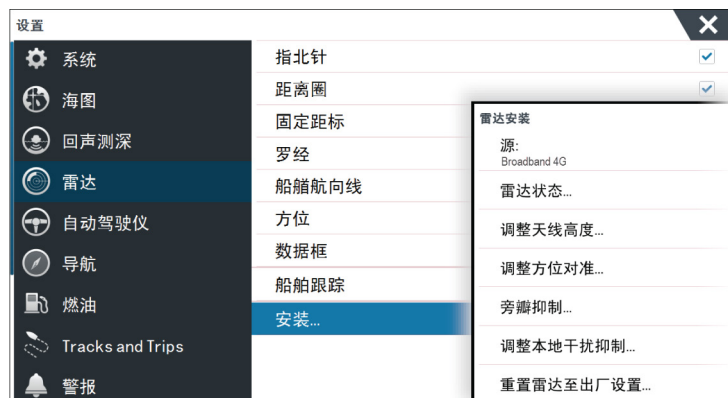 设置
系统
海图
回声测深
雷达
自动驾驶仪
导航
燃油
Tracks and Trips
警报
指北针
距离圈
固定距标
罗经
船艏航向线
方位
数据框
船舶跟踪
安装...
雷达安装
源:
Broadband 4G
雷达状态...
调整天线高度...
调整方位对准...
旁瓣抑制...
调整本地干扰抑制...
重置雷达至出厂设置...